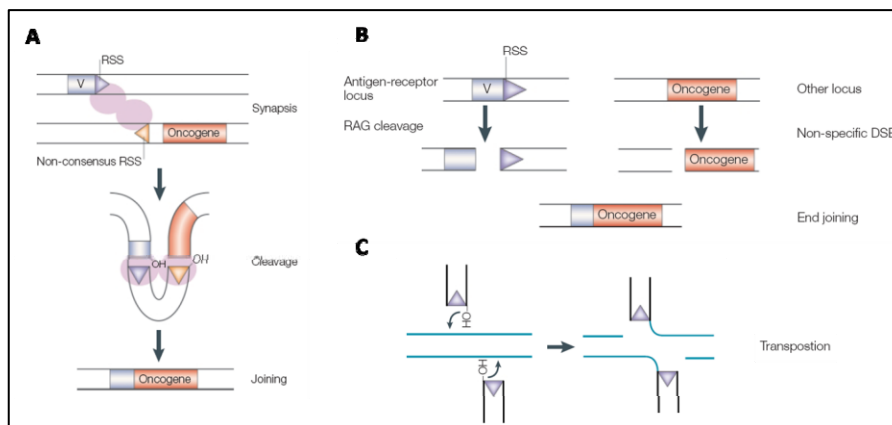 A
RSS
V
Synapsis
Oncogene
Non-consensus RSS
OH
OH
Cleavage
Oncogene
Joining
B
RSS
Antigen-receptor
locus
V
Oncogene
Other locus
RAG cleavage
Non-specific DSB
Oncogene
Oncogene
End joining
C
OH
OH
Transpostion